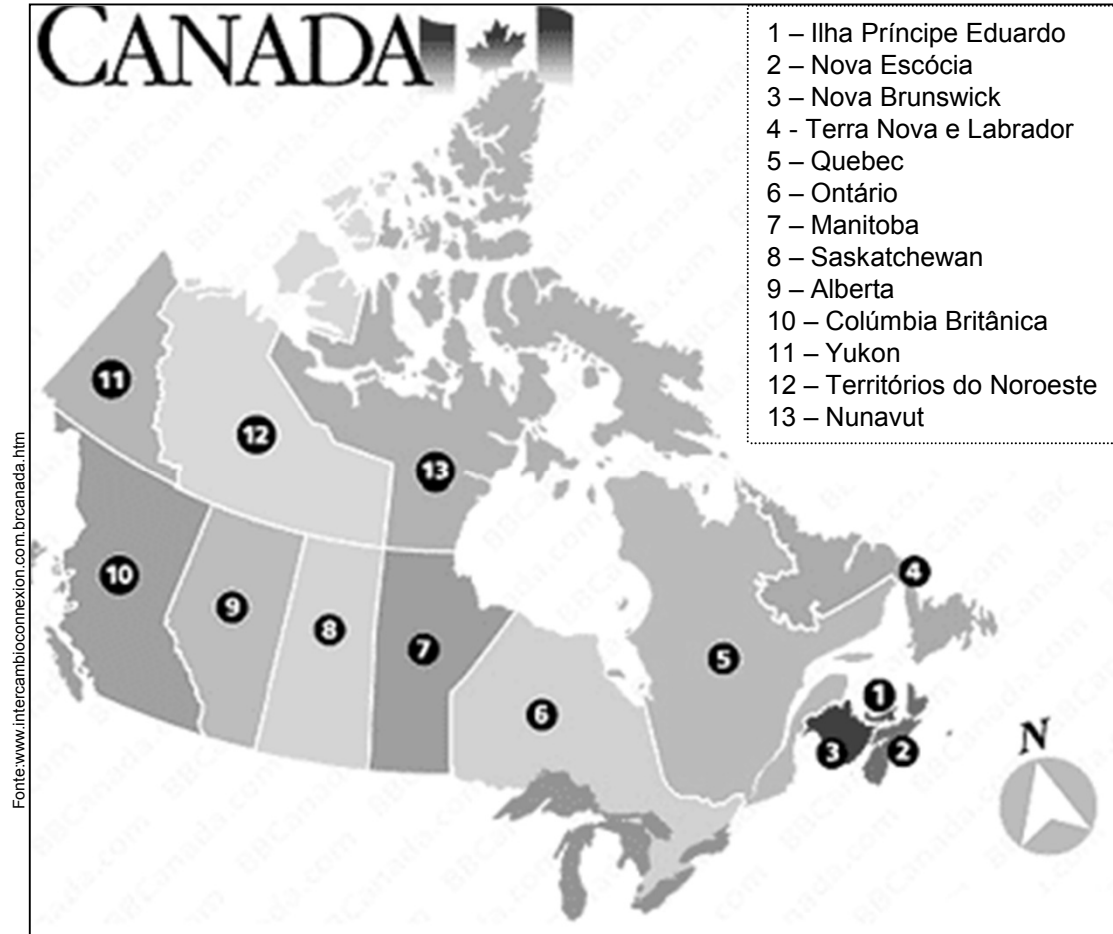 CANADA
1 – Ilha Príncipe Eduardo
2 – Nova Escócia
3 – Nova Brunswick
4 - Terra Nova e Labrador
5 – Quebec
6 – Ontário
7 – Manitoba
8 – Saskatchewan
9 – Alberta
10 – Colúmbia Britânica
11 – Yukon
12 – Territórios do Noroeste
13 – Nunavut
11
12
13
10
9
8
7
6
5
4
1
3
2
N
Fonte:www.intercambioconnexion.com.brcanada.htm
BBCanada.com